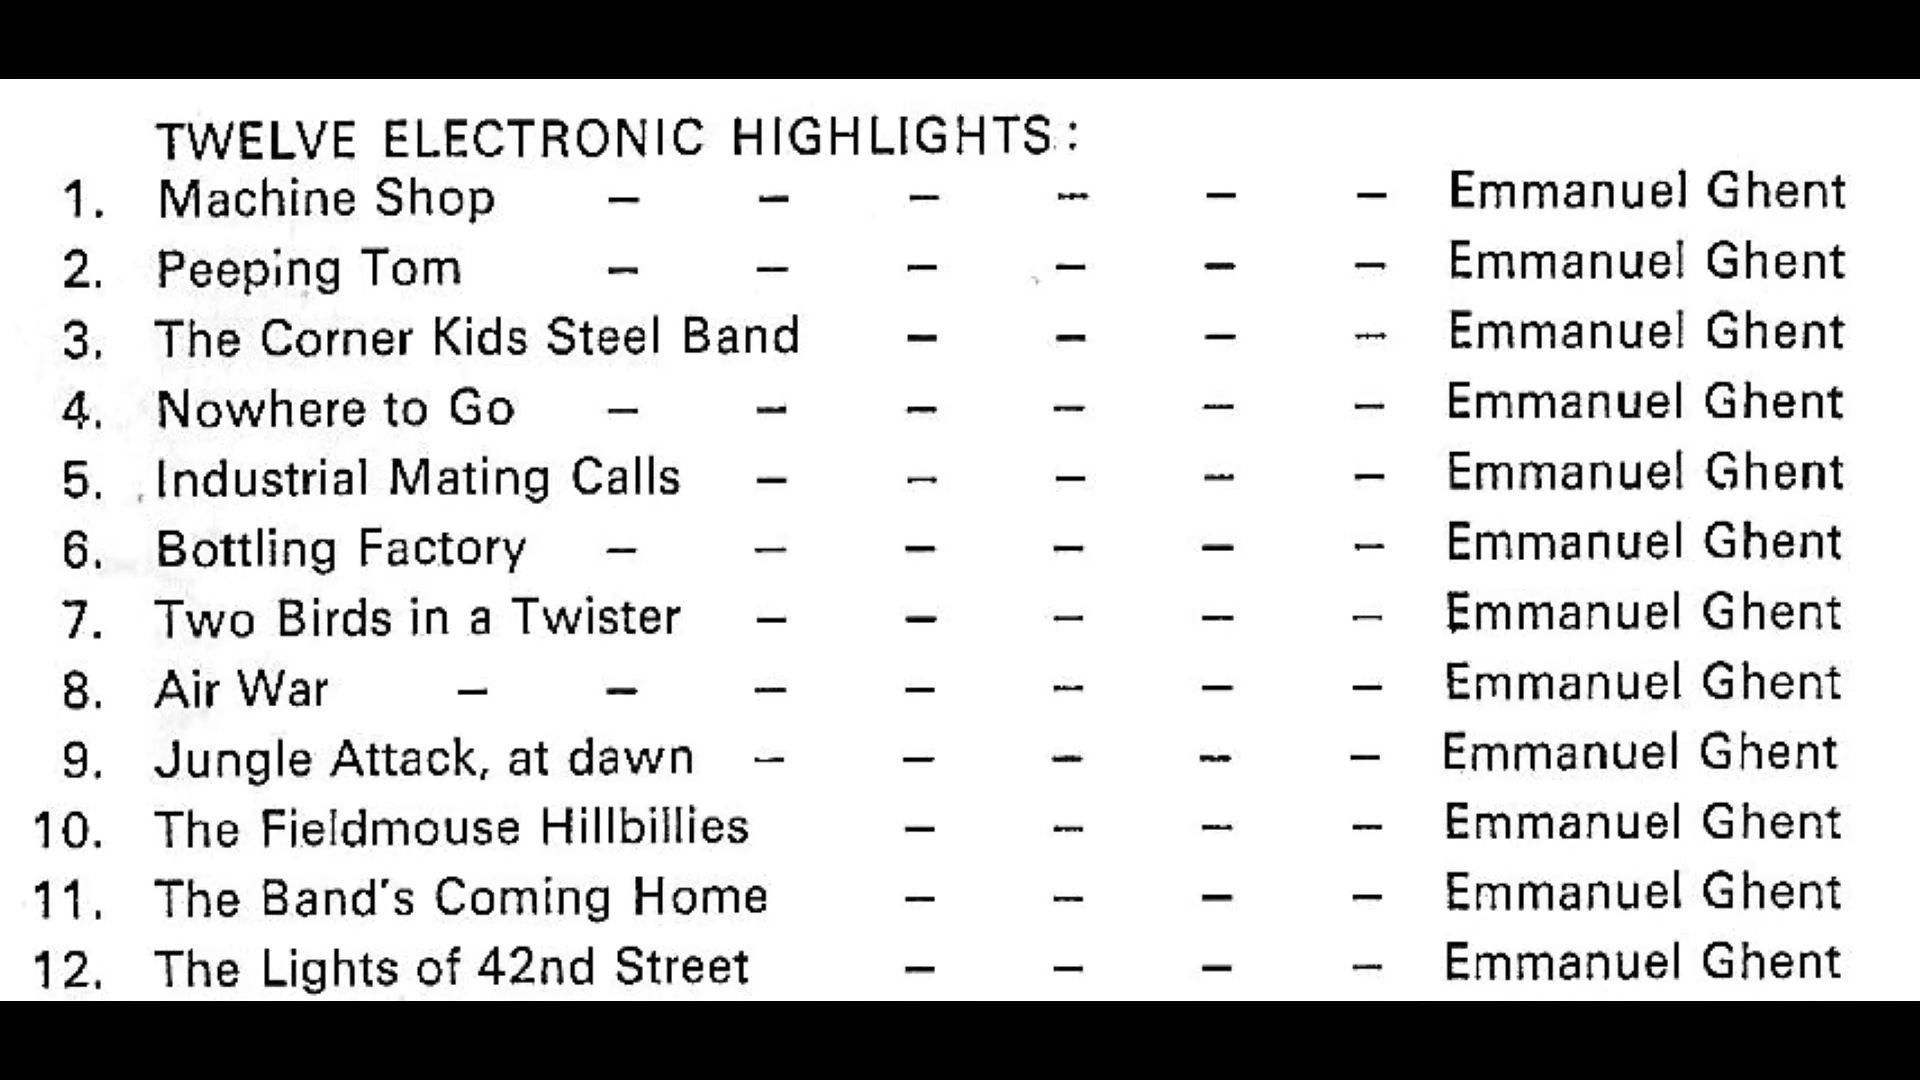 TWELVE ELECTRONIC HIGHLIGHTS:
1. Machine Shop – – – – – – Emmanuel Ghent
2. Peeping Tom – – – – – – Emmanuel Ghent
3. The Corner Kids Steel Band – – – – Emmanuel Ghent
4. Nowhere to Go – – – – – – Emmanuel Ghent
5. Industrial Mating Calls – – – – – Emmanuel Ghent
6. Bottling Factory – – – – – – Emmanuel Ghent
7. Two Birds in a Twister – – – – – Emmanuel Ghent
8. Air War – – – – – – – Emmanuel Ghent
9. Jungle Attack, at dawn – – – – – Emmanuel Ghent
10. The Fieldmouse Hillbillies – – – – Emmanuel Ghent
11. The Band's Coming Home – – – – Emmanuel Ghent
12. The Lights of 42nd Street – – – – Emmanuel Ghent